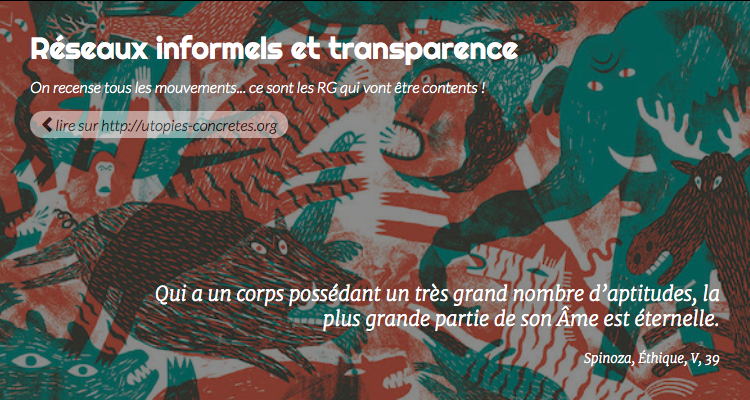 Réseaux informels et transparence
On recense tous les mouvements... ce sont les RG qui vont être contents !
lire sur http://utopies-concretes.org
Qui a un corps possédant un très grand nombre d'aptitudes, la
plus grande partie de son Âme est éternelle.
Spinoza, Éthique, V, 39